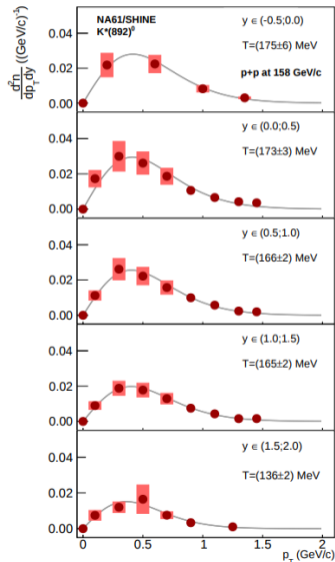 d²n/dp_T dy ((GeV/c)⁻¹)
NA61/SHINE
K*(892)⁰
y ∈ (-0.5;0.0)
T=(175±6) MeV
p+p at 158 GeV/c
0.04
0.02
0.00
y ∈ (0.0;0.5)
T=(173±3) MeV
0.04
0.02
0.00
y ∈ (0.5;1.0)
T=(166±2) MeV
0.04
0.02
0.00
y ∈ (1.0;1.5)
T=(165±2) MeV
0.04
0.02
0.00
y ∈ (1.5;2.0)
T=(136±2) MeV
0.04
0.02
0.00
0 0.5 1 1.5 2
p_T (GeV/c)